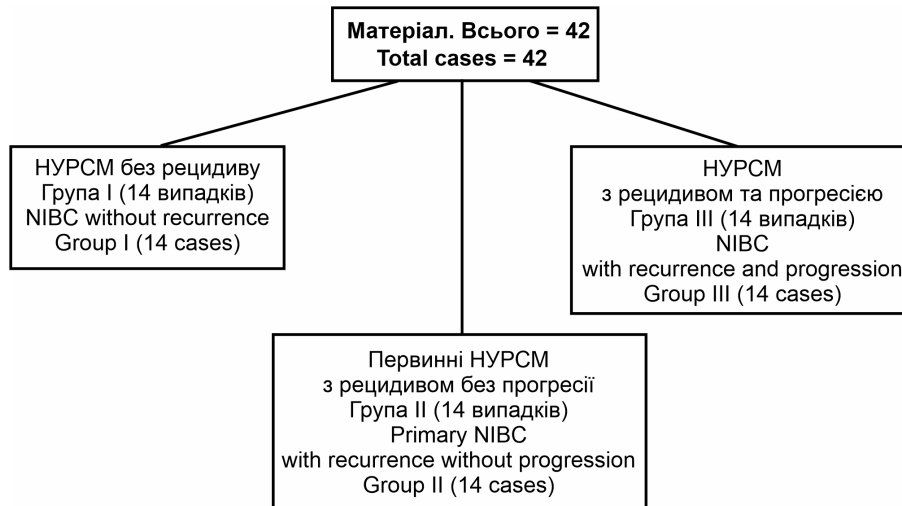 Матеріал. Всього = 42
Total cases = 42
НУРСМ без рецидиву
Група I (14 випадків)
NIBC without recurrence
Group I (14 cases)
НУРСМ
з рецидивом та прогресією
Група III (14 випадків)
NIBC
with recurrence and progression
Group III (14 cases)
Первинні НУРСМ
з рецидивом без прогресії
Група II (14 випадків)
Primary NIBC
with recurrence without progression
Group II (14 cases)